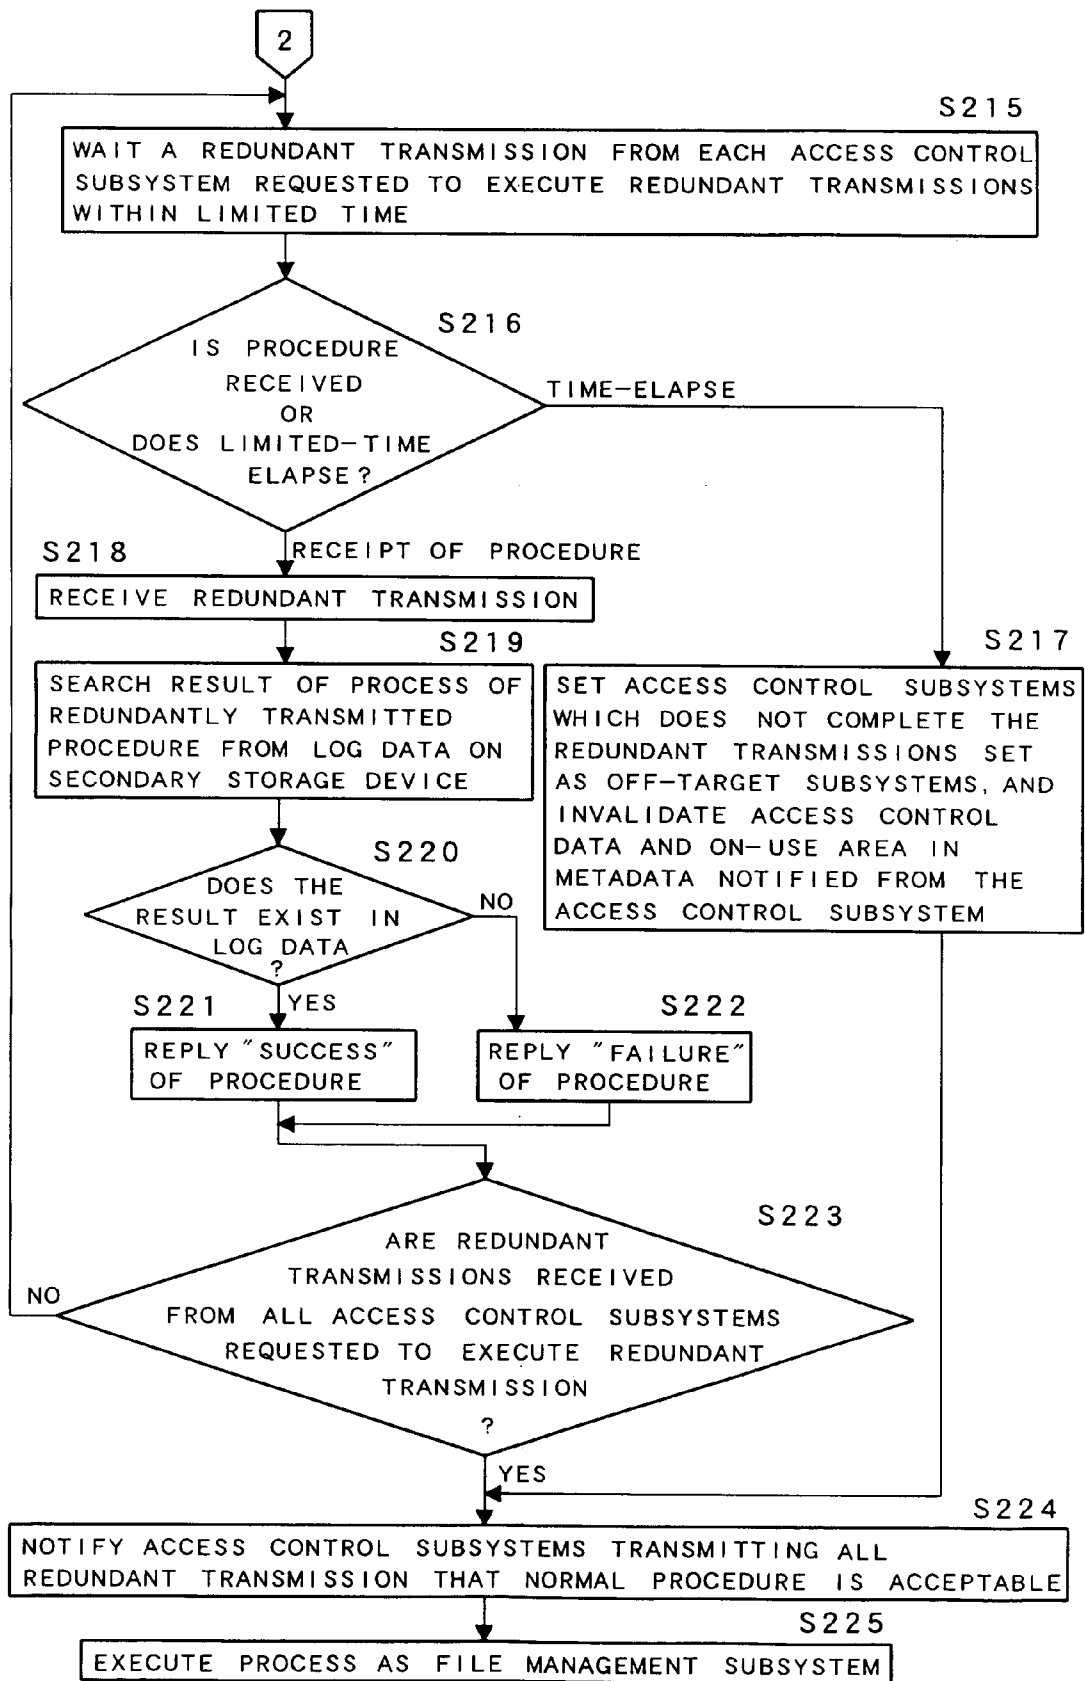 2
S215
WAIT A REDUNDANT TRANSMISSION FROM EACH ACCESS CONTROL
SUBSYSTEM REQUESTED TO EXECUTE REDUNDANT TRANSMISSIONS
WITHIN LIMITED TIME
S216
IS PROCEDURE
RECEIVED
OR
DOES LIMITED-TIME
ELAPSE?
TIME-ELAPSE
S218
RECEIPT OF PROCEDURE
RECEIVE REDUNDANT TRANSMISSION
S219
SEARCH RESULT OF PROCESS OF
REDUNDANTLY TRANSMITTED
PROCEDURE FROM LOG DATA ON
SECONDARY STORAGE DEVICE
S217
SET ACCESS CONTROL SUBSYSTEMS
WHICH DOES NOT COMPLETE THE
REDUNDANT TRANSMISSIONS SET
AS OFF-TARGET SUBSYSTEMS, AND
INVALIDATE ACCESS CONTROL
DATA AND ON-USE AREA IN
METADATA NOTIFIED FROM THE
ACCESS CONTROL SUBSYSTEM
S220
DOES THE
RESULT EXIST IN
LOG DATA
?
NO
S221
YES
S222
REPLY "SUCCESS"
OF PROCEDURE
REPLY "FAILURE"
OF PROCEDURE
S223
ARE REDUNDANT
TRANSMISSIONS RECEIVED
FROM ALL ACCESS CONTROL SUBSYSTEMS
REQUESTED TO EXECUTE REDUNDANT
TRANSMISSION
?
NO
YES
S224
NOTIFY ACCESS CONTROL SUBSYSTEMS TRANSMITTING ALL
REDUNDANT TRANSMISSION THAT NORMAL PROCEDURE IS ACCEPTABLE
S225
EXECUTE PROCESS AS FILE MANAGEMENT SUBSYSTEM